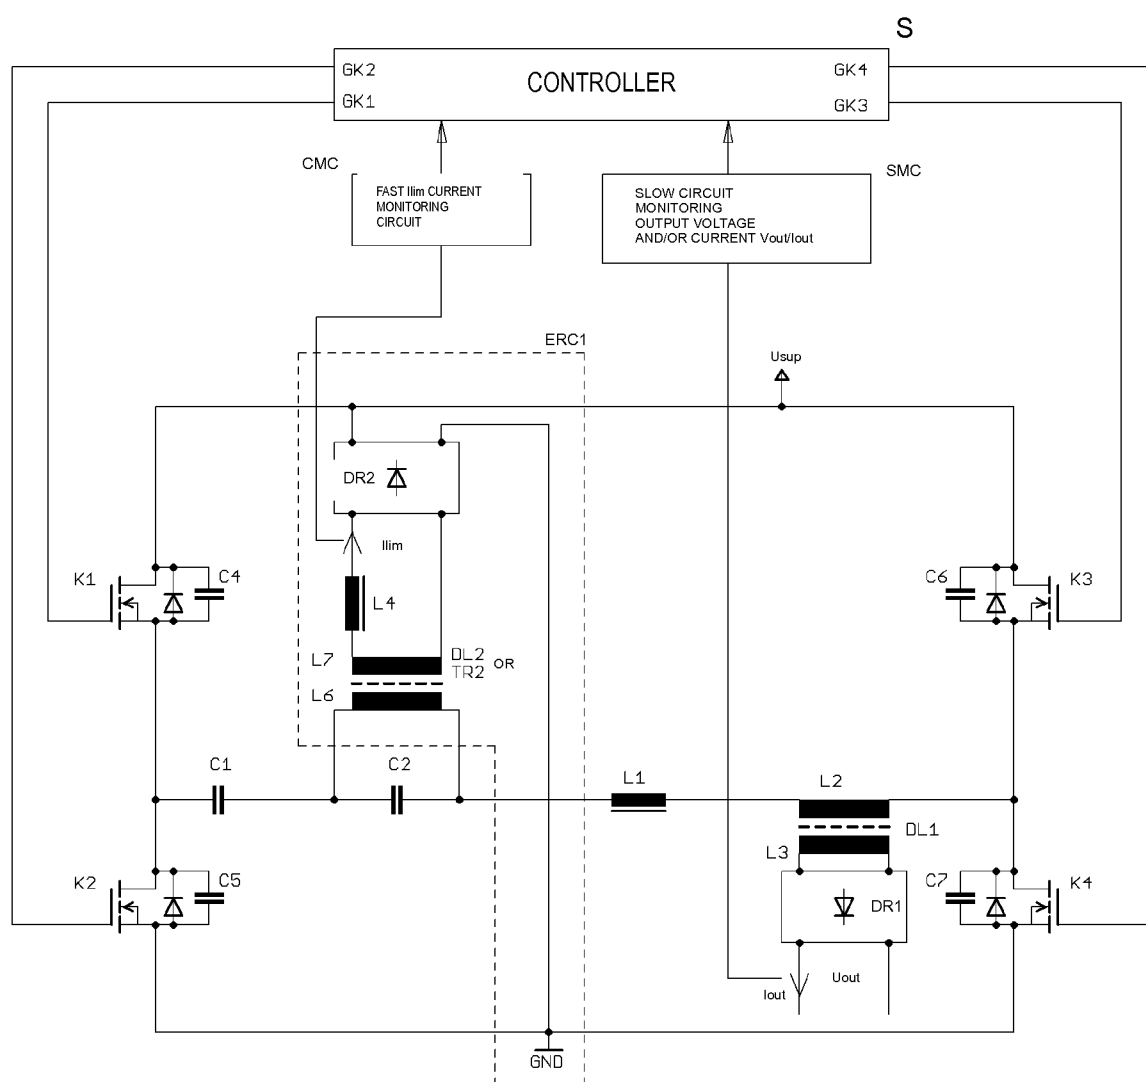 S
GK2
GK4
CONTROLLER
GK1
GK3
CMC
SMC
FAST Ilim CURRENT
MONITORING
CIRCUIT
SLOW CIRCUIT
MONITORING
OUTPUT VOLTAGE
AND/OR CURRENT Vout/Iout
ERC1
Usup
DR2
Ilim
K1
C4
C6
K3
L4
L7
DL2
TR2 OR
L6
C1
C2
L1
L2
DL1
L3
K2
C5
C7
K4
DR1
Uout
Iout
GND